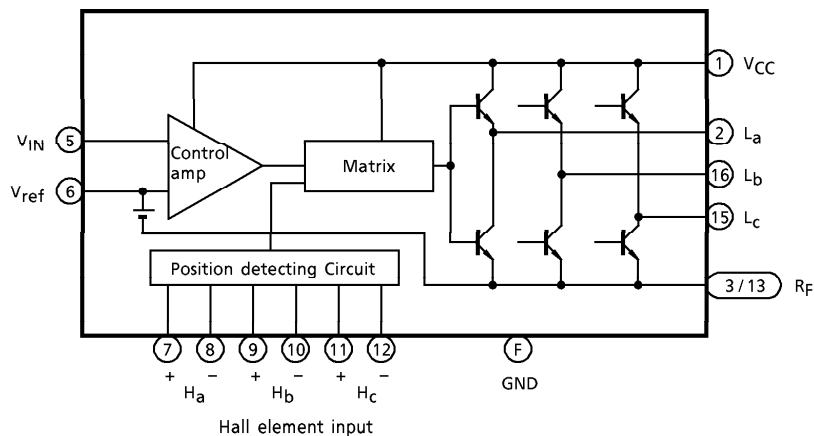 1 VCC
VIN 5
Control
amp
Matrix
2 La
Vref 6
16 Lb
15 Lc
Position detecting Circuit
3 / 13 RF
7 8 9 10 11 12 F
+ − + − + −
Ha Hb Hc
GND
Hall element input